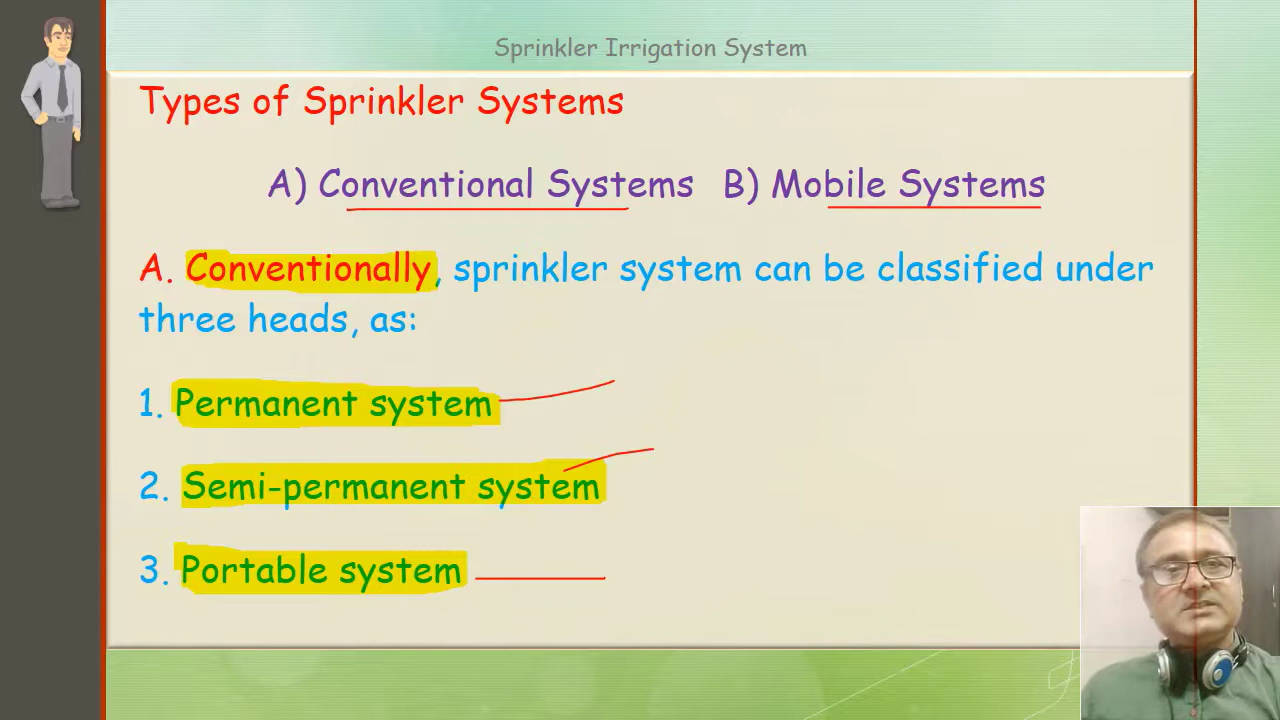 Sprinkler Irrigation System
Types of Sprinkler Systems
A) Conventional Systems B) Mobile Systems
A. Conventionally, sprinkler system can be classified under
three heads, as:
1. Permanent system
2. Semi-permanent system
3. Portable system